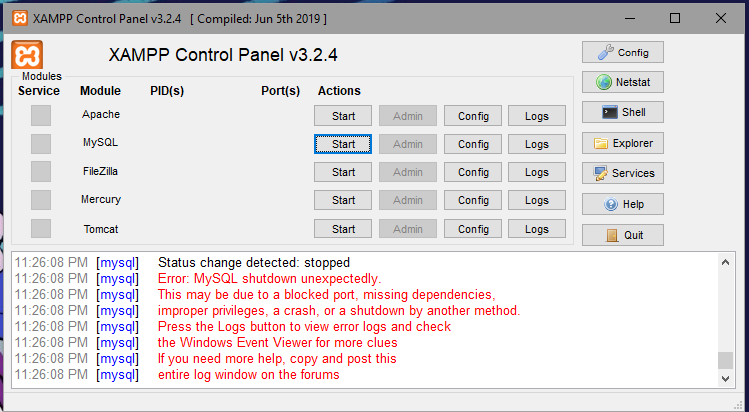 XAMPP Control Panel v3.2.4 [ Compiled: Jun 5th 2019 ]
XAMPP Control Panel v3.2.4
Modules
Service Module PID(s) Port(s) Actions
Apache Start Admin Config Logs
MySQL Start Admin Config Logs
FileZilla Start Admin Config Logs
Mercury Start Admin Config Logs
Tomcat Start Admin Config Logs
Config
Netstat
Shell
Explorer
Services
Help
Quit
11:26:08 PM [mysql] Status change detected: stopped
11:26:08 PM [mysql] Error: MySQL shutdown unexpectedly.
11:26:08 PM [mysql] This may be due to a blocked port, missing dependencies,
11:26:08 PM [mysql] improper privileges, a crash, or a shutdown by another method.
11:26:08 PM [mysql] Press the Logs button to view error logs and check
11:26:08 PM [mysql] the Windows Event Viewer for more clues
11:26:08 PM [mysql] If you need more help, copy and post this
11:26:08 PM [mysql] entire log window on the forums